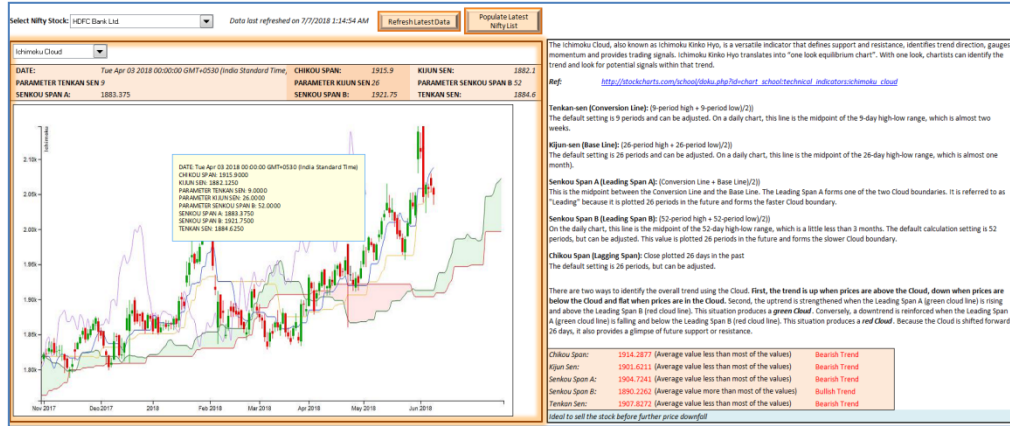 Select Nifty Stock: HDFC Bank Ltd. Data last refreshed on 7/7/2018 1:14:54 AM Refresh Latest Data Populate Latest
Nifty List
Ichimoku Cloud
DATE: Tue Apr 03 2018 00:00:00 GMT+0530 (India Standard Time, CHIKOU SPAN: 1915.9 KIJUN SEN: 1882.1
PARAMETER TENKAN SEN 9 PARAMETER KIJUN SEN 26 PARAMETER SENKOU SPAN B 52
SENKOU SPAN A: 1883.375 SENKOU SPAN B: 1921.75 TENKAN SEN: 1884.6
Ichimoku
2.10k
2.05k
2.00k
1.95k
1.90k
1.85k
1.80k
DATE: Tue Apr 03 2018 00:00:00 GMT+0530 (India Standard Time)
CHIKOU SPAN: 1915.9000
KIJUN SEN: 1882.1250
PARAMETER TENKAN SEN: 9.0000
PARAMETER KIJUN SEN: 26.0000
PARAMETER SENKOU SPAN B: 52.0000
SENKOU SPAN A: 1883.3750
SENKOU SPAN B: 1921.7500
TENKAN SEN: 1884.6250
Nov 2017 Dec 2017 2018 Feb 2018 Mar 2018 Apr 2018 May 2018 Jun 2018
The Ichimoku Cloud, also known as Ichimoku Kinko Hyo, is a versatile indicator that defines support and resistance, identifies trend direction, gauges
momentum and provides trading signals. Ichimoku Kinko Hyo translates into "one look equilibrium chart". With one look, chartists can identify the
trend and look for potential signals within that trend.
Ref: http://stockcharts.com/school/doku.php?id=chart_school:technical_indicators:ichimoku_cloud
Tenkan-sen (Conversion Line): (9-period high + 9-period low)/2))
The default setting is 9 periods and can be adjusted. On a daily chart, this line is the midpoint of the 9-day high-low range, which is almost two
weeks.
Kijun-sen (Base Line): (26-period high + 26-period low)/2))
The default setting is 26 periods and can be adjusted. On a daily chart, this line is the midpoint of the 26-day high-low range, which is almost one
month).
Senkou Span A (Leading Span A): (Conversion Line + Base Line)/2))
This is the midpoint between the Conversion Line and the Base Line. The Leading Span A forms one of the two Cloud boundaries. It is referred to as
"Leading" because it is plotted 26 periods in the future and forms the faster Cloud boundary.
Senkou Span B (Leading Span B): (52-period high + 52-period low)/2))
On the daily chart, this line is the midpoint of the 52-day high-low range, which is a little less than 3 months. The default calculation setting is 52
periods, but can be adjusted. This value is plotted 26 periods in the future and forms the slower Cloud boundary.
Chikou Span (Lagging Span): Close plotted 26 days in the past
The default setting is 26 periods, but can be adjusted.
There are two ways to identify the overall trend using the Cloud. First, the trend is up when prices are above the Cloud, down when prices are
below the Cloud and flat when prices are in the Cloud. Second, the uptrend is strengthened when the Leading Span A (green cloud line) is rising
and above the Leading Span B (red cloud line). This situation produces a green Cloud . Conversely, a downtrend is reinforced when the Leading Span
A (green cloud line) is falling and below the Leading Span B (red cloud line). This situation produces a red Cloud . Because the Cloud is shifted forward
26 days, it also provides a glimpse of future support or resistance.
Chikou Span: 1914.2877 (Average value less than most of the values) Bearish Trend
Kijun Sen: 1901.6211 (Average value less than most of the values) Bearish Trend
Senkou Span A: 1904.7241 (Average value less than most of the values) Bearish Trend
Senkou Span B: 1890.2262 (Average value more than most of the values) Bullish Trend
Tenkan Sen: 1907.8272 (Average value less than most of the values) Bearish Trend
Ideal to sell the stock before further price downfall